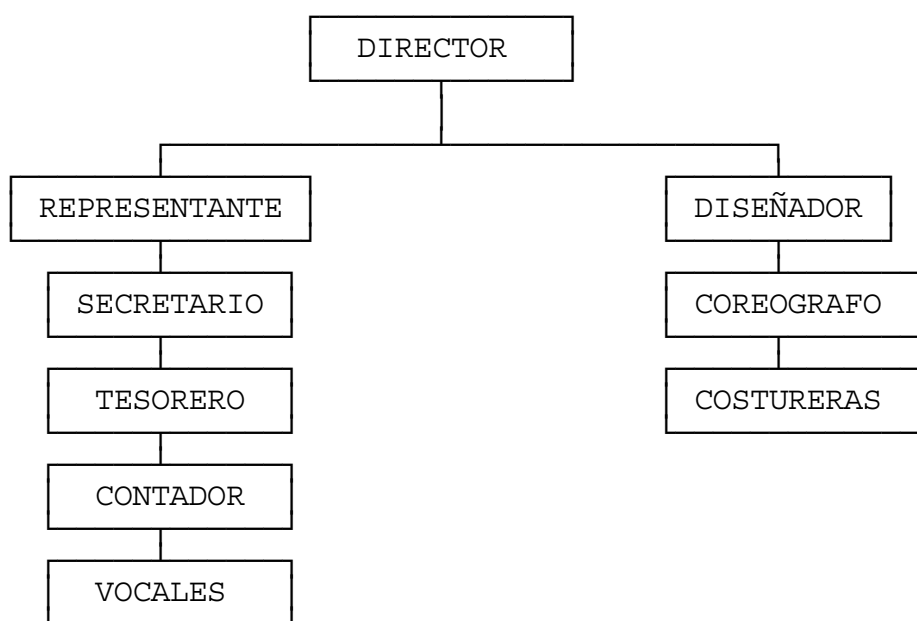 DIRECTOR
REPRESENTANTE
DISEÑADOR
SECRETARIO
COREOGRAFO
TESORERO
COSTURERAS
CONTADOR
VOCALES